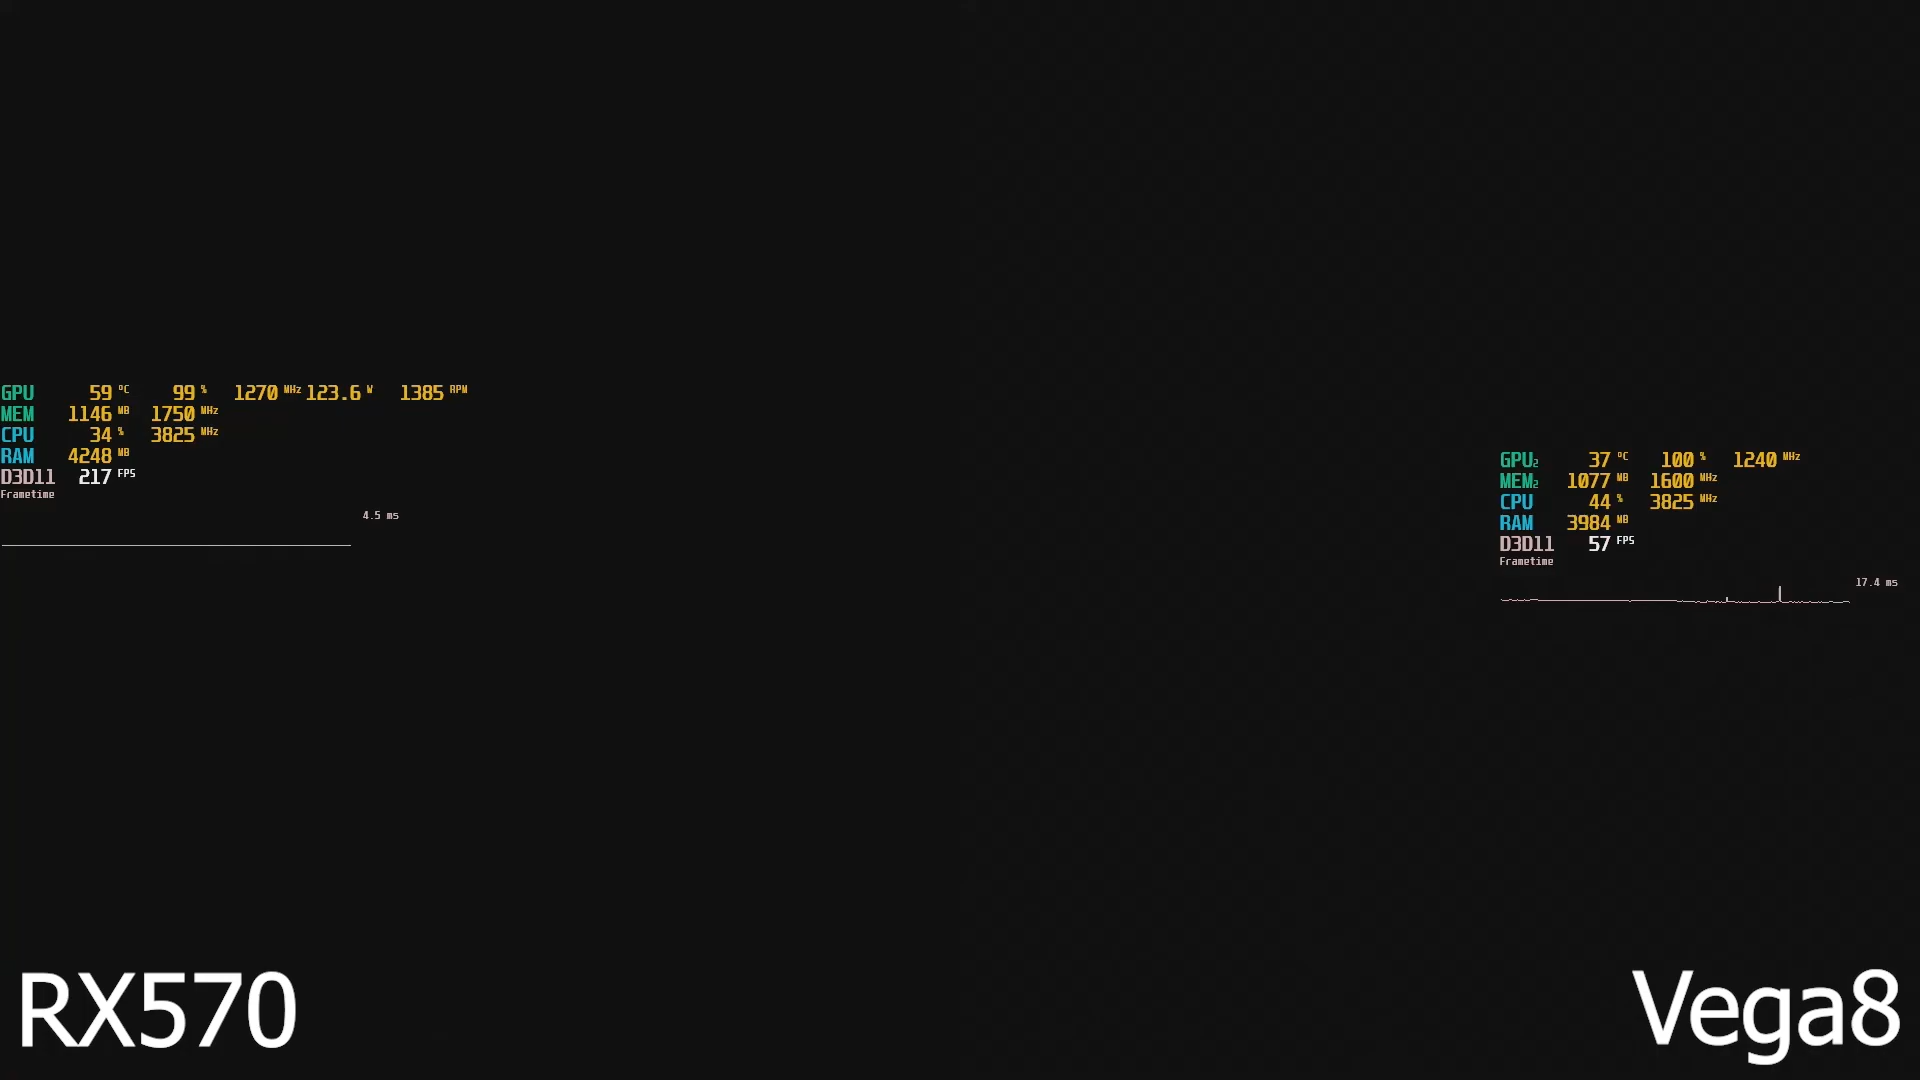 GPU 59 °C 99 % 1270 MHz 123.6 W 1385 RPM
MEM 1146 MB 1750 MHz
CPU 34 % 3825 MHz
RAM 4248 MB
D3D11 217 FPS
Frametime
4.5 ms
GPU2 37 °C 100 % 1240 MHz
MEM2 1077 MB 1600 MHz
CPU 44 % 3825 MHz
RAM 3984 MB
D3D11 57 FPS
Frametime
17.4 ms
RX570
Vega8